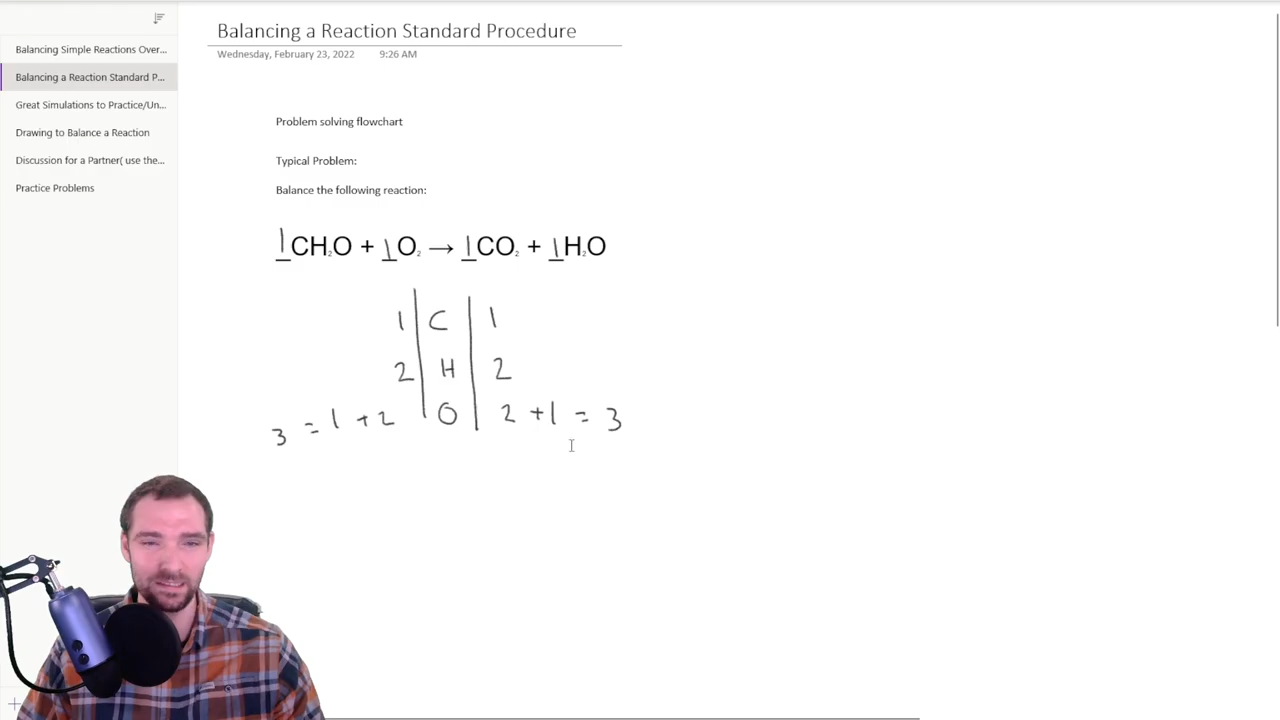 Balancing a Reaction Standard Procedure
Wednesday, February 23, 2022 9:26 AM
Balancing Simple Reactions Over...
Balancing a Reaction Standard P...
Great Simulations to Practice/Un...
Drawing to Balance a Reaction
Discussion for a Partner( use the...
Practice Problems
Problem solving flowchart
Typical Problem:
Balance the following reaction:
1CH₂O + 1O₂ → 1CO₂ + 1H₂O
1 | C | 1
2 | H | 2
3 = 1 + 2 | O | 2 + 1 = 3